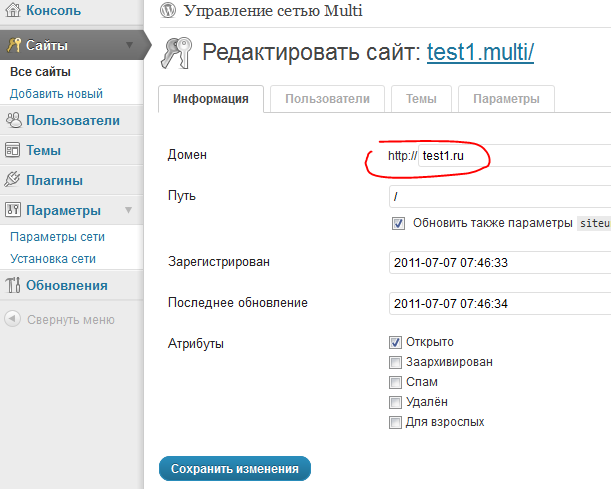 Консоль
Сайты
Все сайты
Добавить новый
Пользователи
Темы
Плагины
Параметры
Параметры сети
Установка сети
Обновления
Свернуть меню
Управление сетью Multi
Редактировать сайт: test1.multi/
Информация Пользователи Темы Параметры
Домен http:// test1.ru
Путь /
Обновить также параметры siteu
Зарегистрирован 2011-07-07 07:46:33
Последнее обновление 2011-07-07 07:46:34
Атрибуты Открыто
Заархивирован
Спам
Удалён
Для взрослых
Сохранить изменения